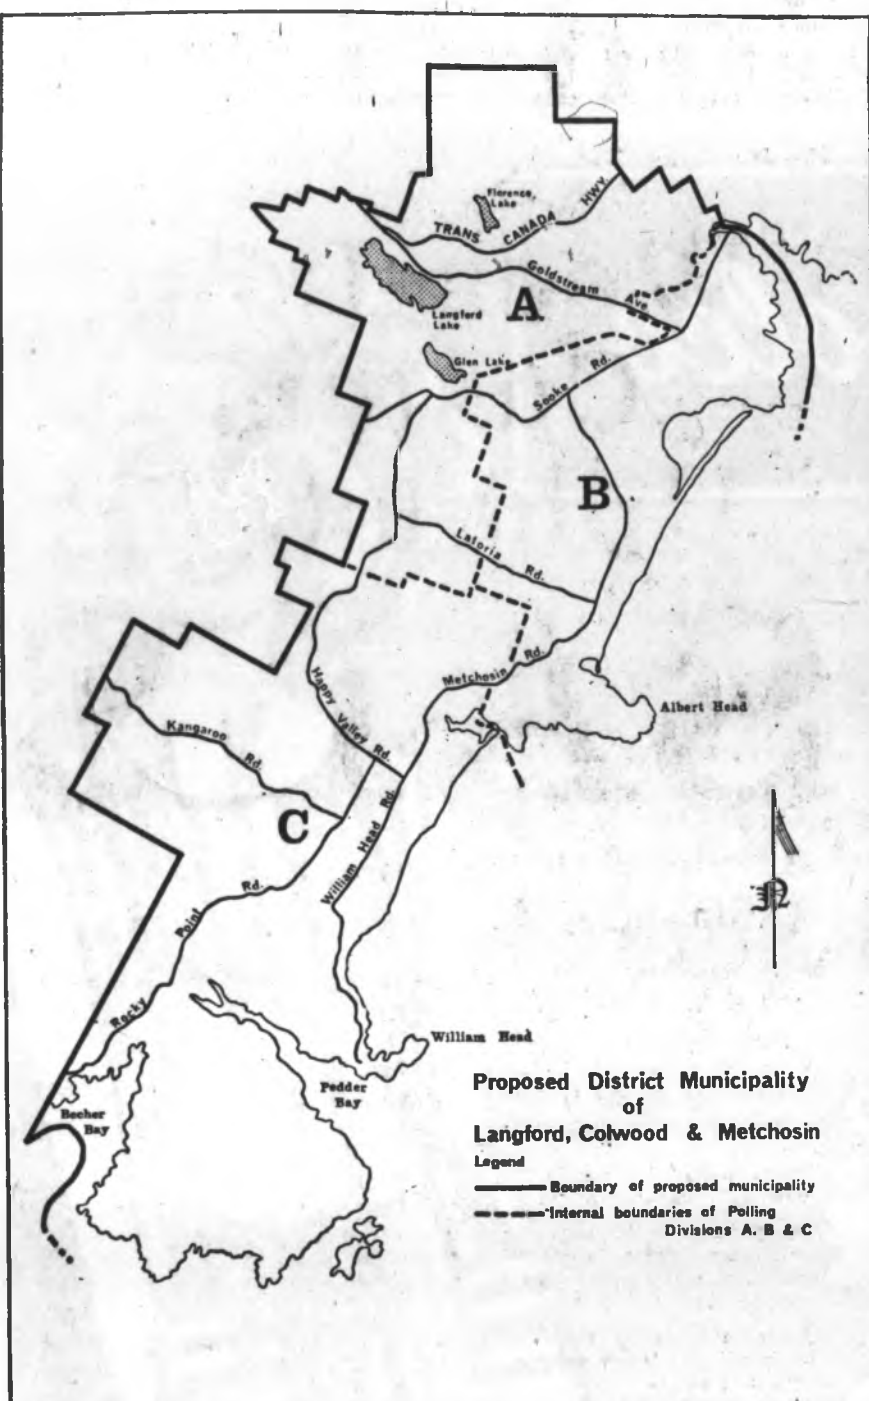 Florence
Lake
TRANS CANADA HWY.
Goldstream Ave
A
Langford
Lake
Glen Lake
Sooke Rd.
B
Latoria Rd.
Metchosin Rd.
Albert Head
Happy Valley Rd.
Kangaroo Rd.
C
William Head Rd.
Rocky Point Rd.
N
William Head
Pedder
Bay
Becher
Bay
Proposed District Municipality
of
Langford, Colwood & Metchosin
Legend
Boundary of proposed municipality
Internal boundaries of Polling
Divisions A. B & C